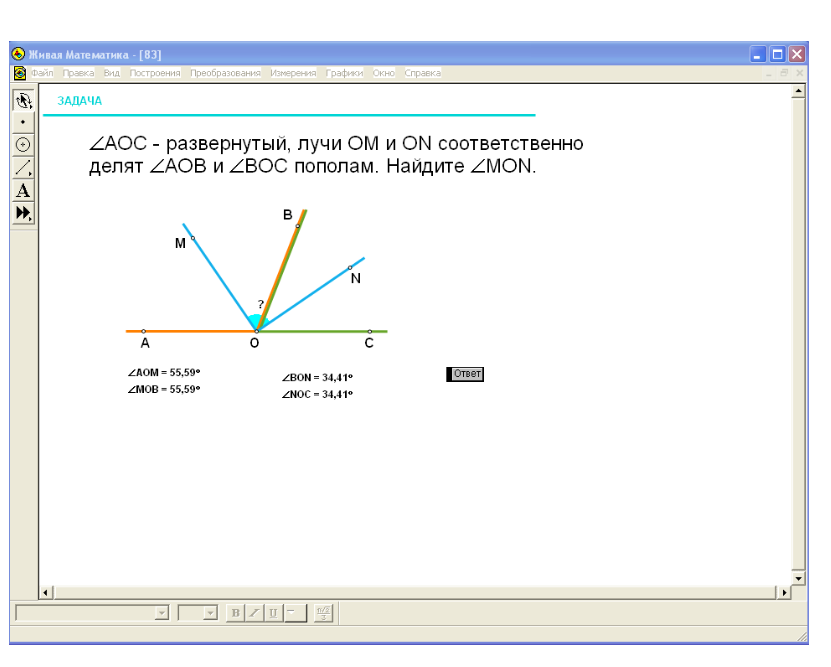 Живая Математика - [83]
Файл Правка Вид Построения Преобразования Измерения Графики Окно Справка
ЗАДАЧА
∠AOC - развернутый, лучи OM и ON соответственно
делят ∠AOB и ∠BOC пополам. Найдите ∠MON.
B
M
N
?
A
O
C
∠AOM = 55,59°
∠MOB = 55,59°
∠BON = 34,41°
∠NOC = 34,41°
Ответ
A
B I U